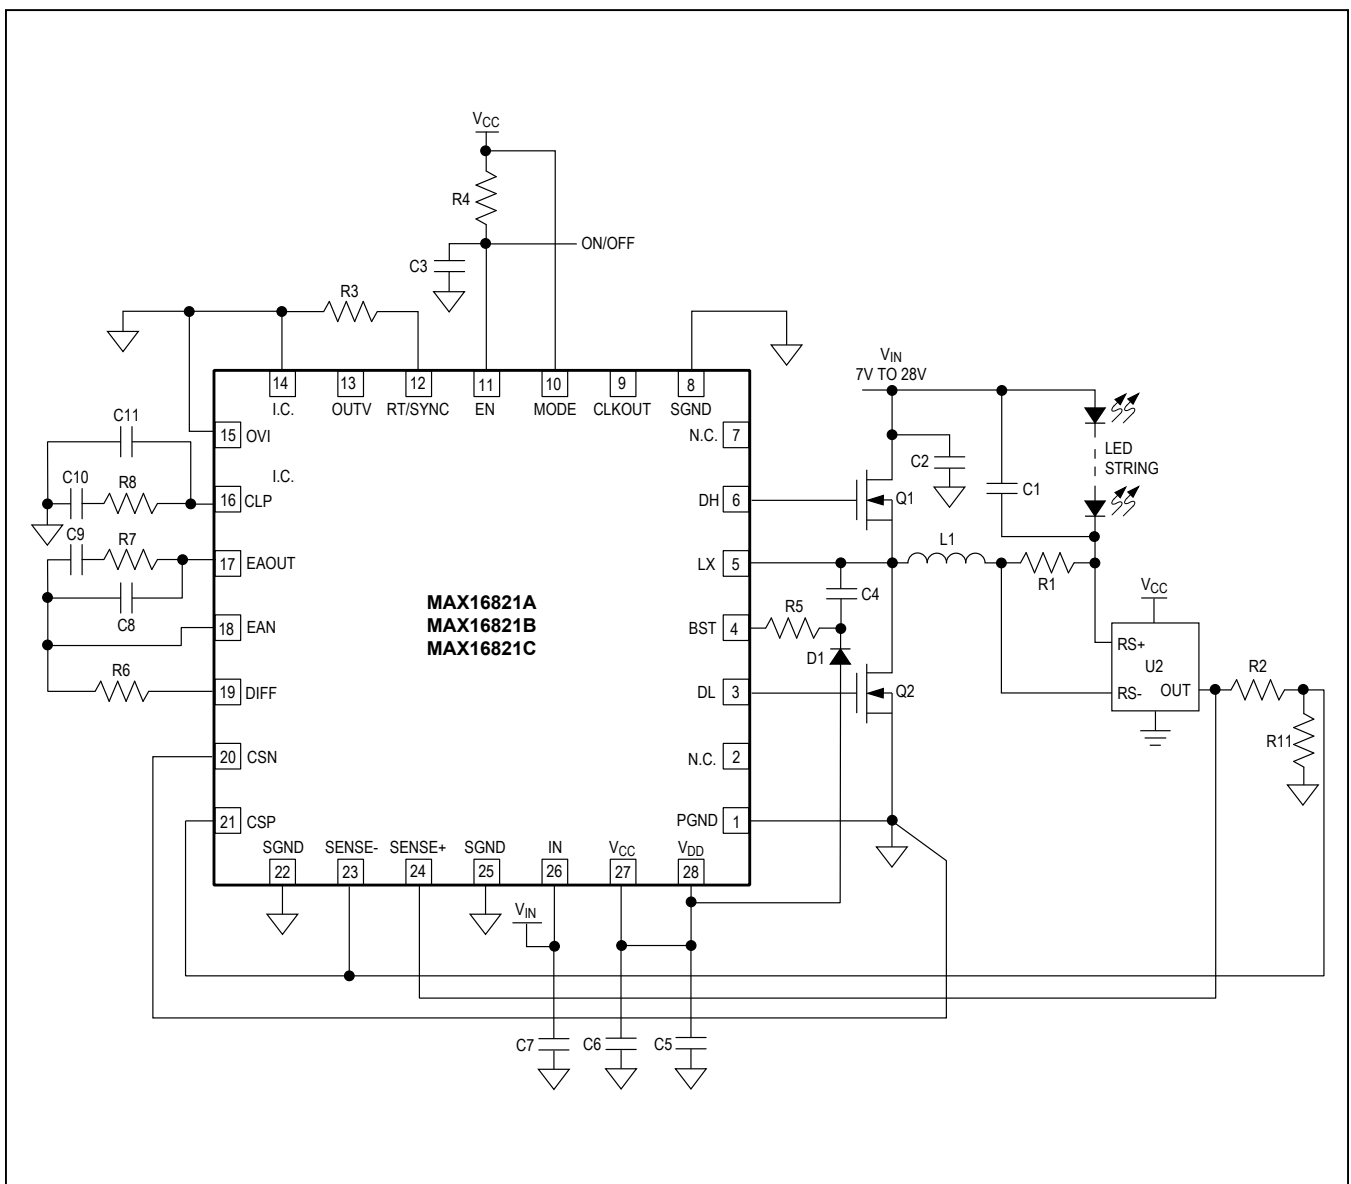 VCC
R4
ON/OFF
C3
R3
VIN
7V TO 28V
14 13 12 11 10 9 8
I.C. OUTV RT/SYNC EN MODE CLKOUT SGND
C11
15 OVI
N.C. 7
LED
STRING
C2
I.C.
C10 R8
16 CLP
DH 6
Q1
C1
C9 R7
17 EAOUT
LX 5
L1
R1
C4
VCC
MAX16821A
MAX16821B
MAX16821C
C8
18 EAN
BST 4
R5
D1
RS+
U2
RS- OUT
R2
R6
19 DIFF
DL 3
Q2
R11
20 CSN
N.C. 2
21 CSP
PGND 1
SGND SENSE- SENSE+ SGND IN VCC VDD
22 23 24 25 26 27 28
VIN
C7 C6 C5